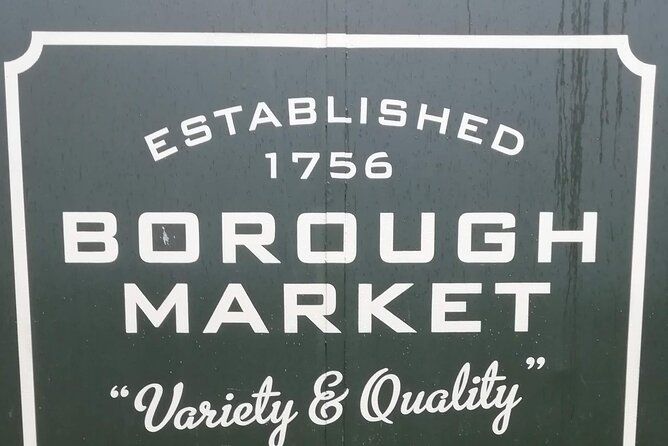 ESTABLISHED
1756
BOROUGH
MARKET
“Variety & Quality”